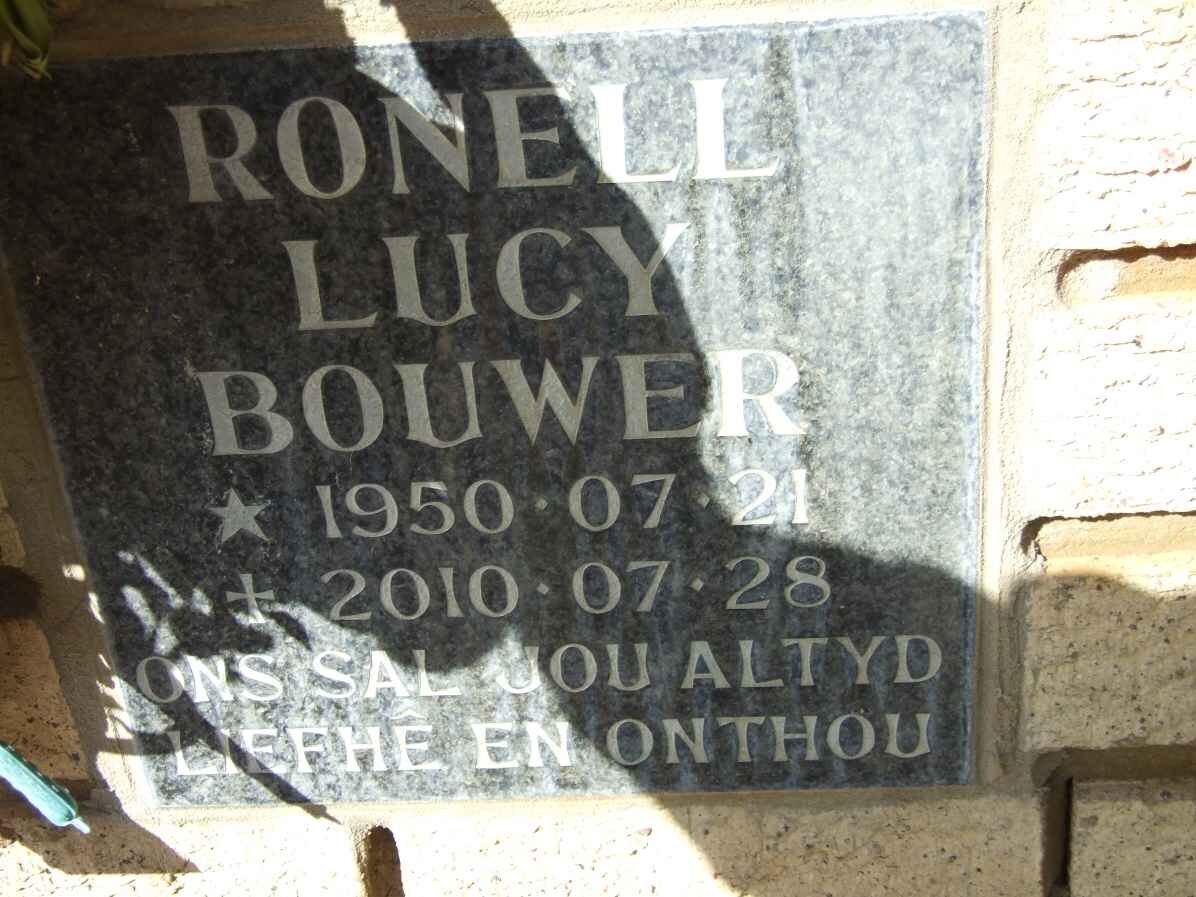 RONELL
LUCY
BOUWER
★ 1950·07·21
✝ 2010·07·28
ONS SAL JOU ALTYD
LIEFHÊ EN ONTHOU